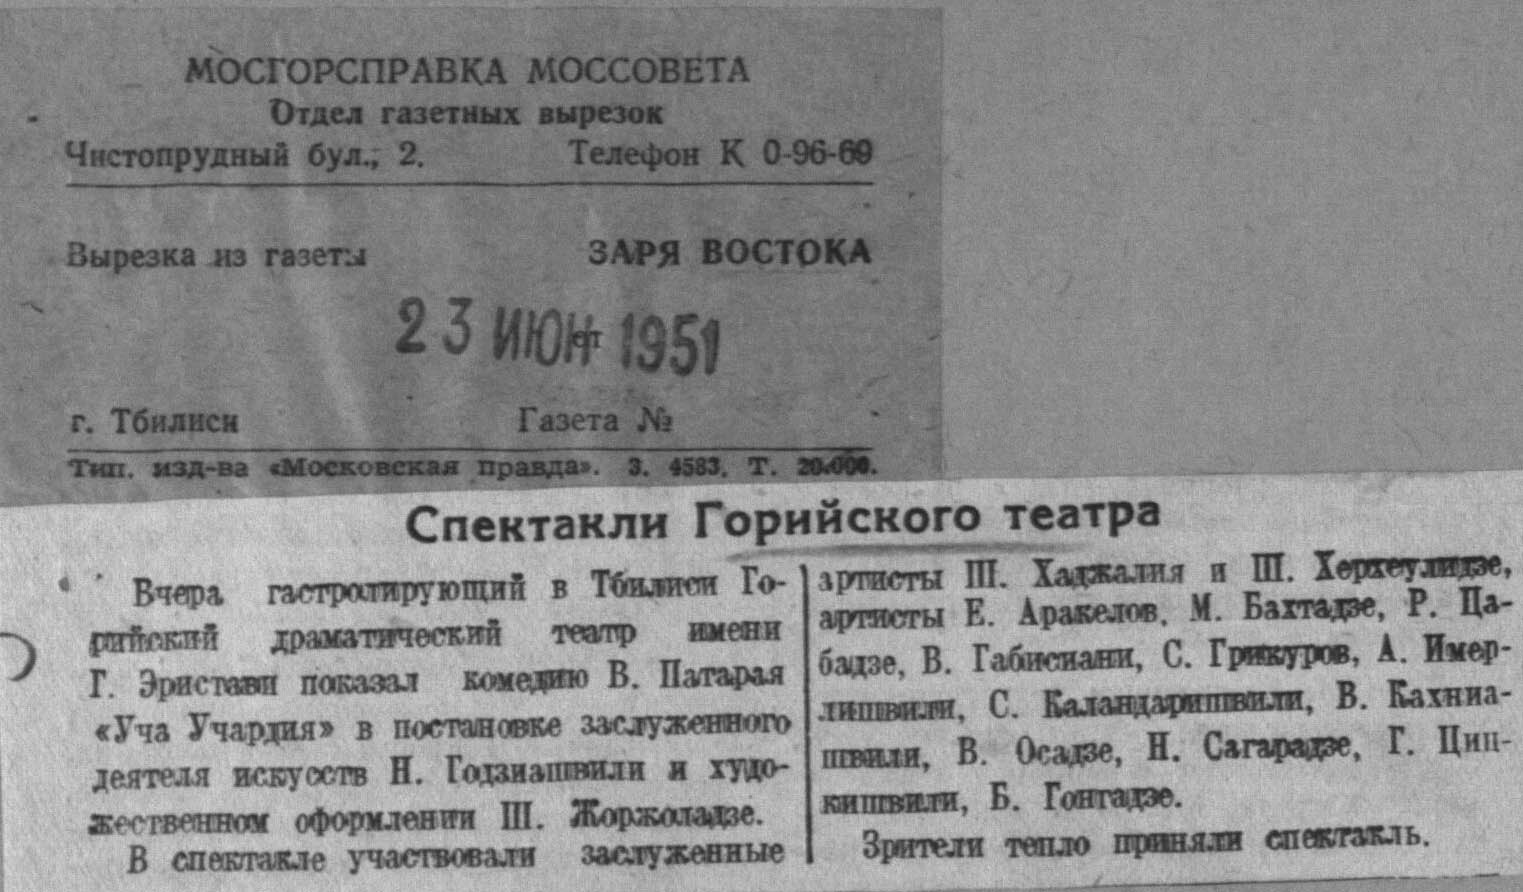 МОСГОРСПРАВКА МОССОВЕТА
Отдел газетных вырезок
Чистопрудный бул., 2. Телефон К 0-96-69
Вырезка из газеты ЗАРЯ ВОСТОКА
от
23 ИЮН 1951
г. Тбилиси Газета №
Тип. изд-ва «Московская правда». З. 4583. Т. 20.000.
Спектакли Горийского театра
Вчера гастролирующий в Тбилиси Го-
рийский драматический театр имени
Г. Эристави показал комедию В. Патарая
«Уча Учардия» в постановке заслуженного
деятеля искусств Н. Годзиашвили и худо-
жественном оформлении Ш. Жоржоладзе.
В спектакле участвовали заслуженные
артисты Ш. Хаджалия и Ш. Херхеулидзе,
артисты Е. Аракелов, М. Бахтадзе, Р. Ца-
бадзе, В. Габисиани, С. Грикуров, А. Имер-
лишвили, С. Каландаришвили, В. Кахниа-
швили, В. Осадзе, Н. Сагарадзе, Г. Цип-
кишвили, Б. Гонгадзе.
Зрители тепло приняли спектакль.